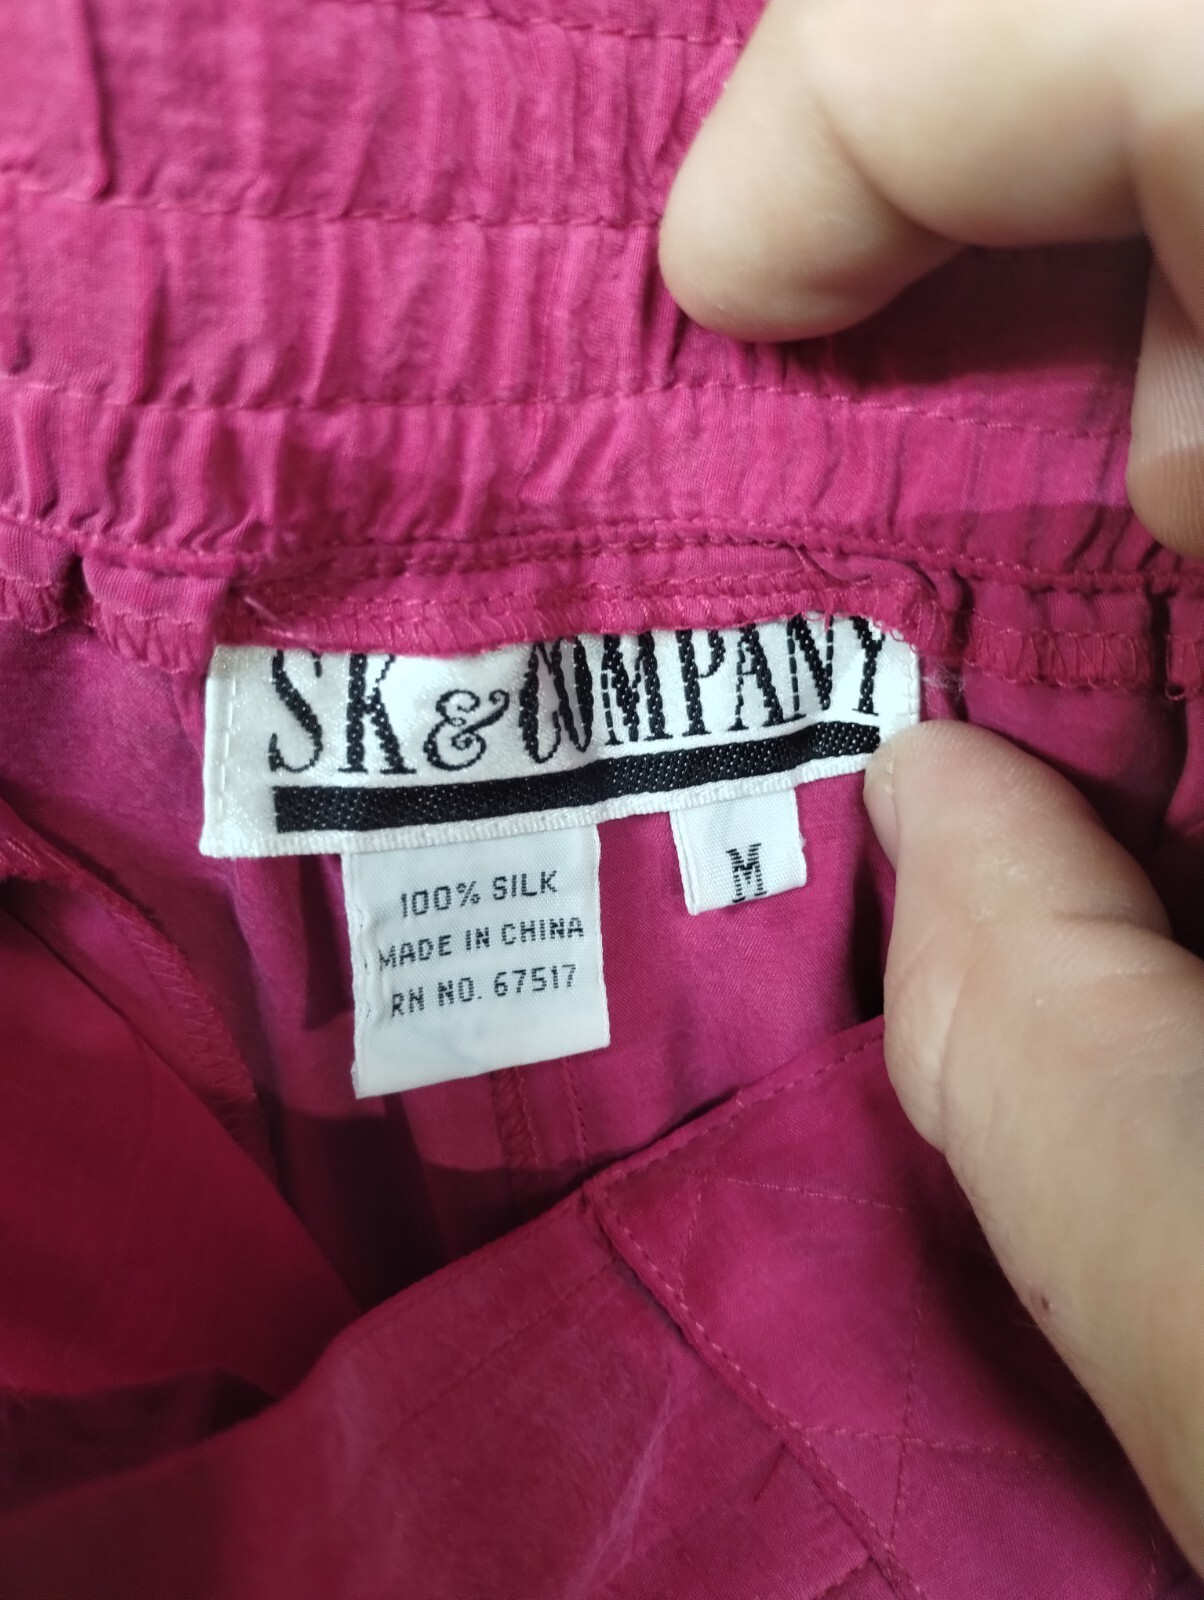 SK & COMPANY
M
100% SILK
MADE IN CHINA
RN NO. 67517